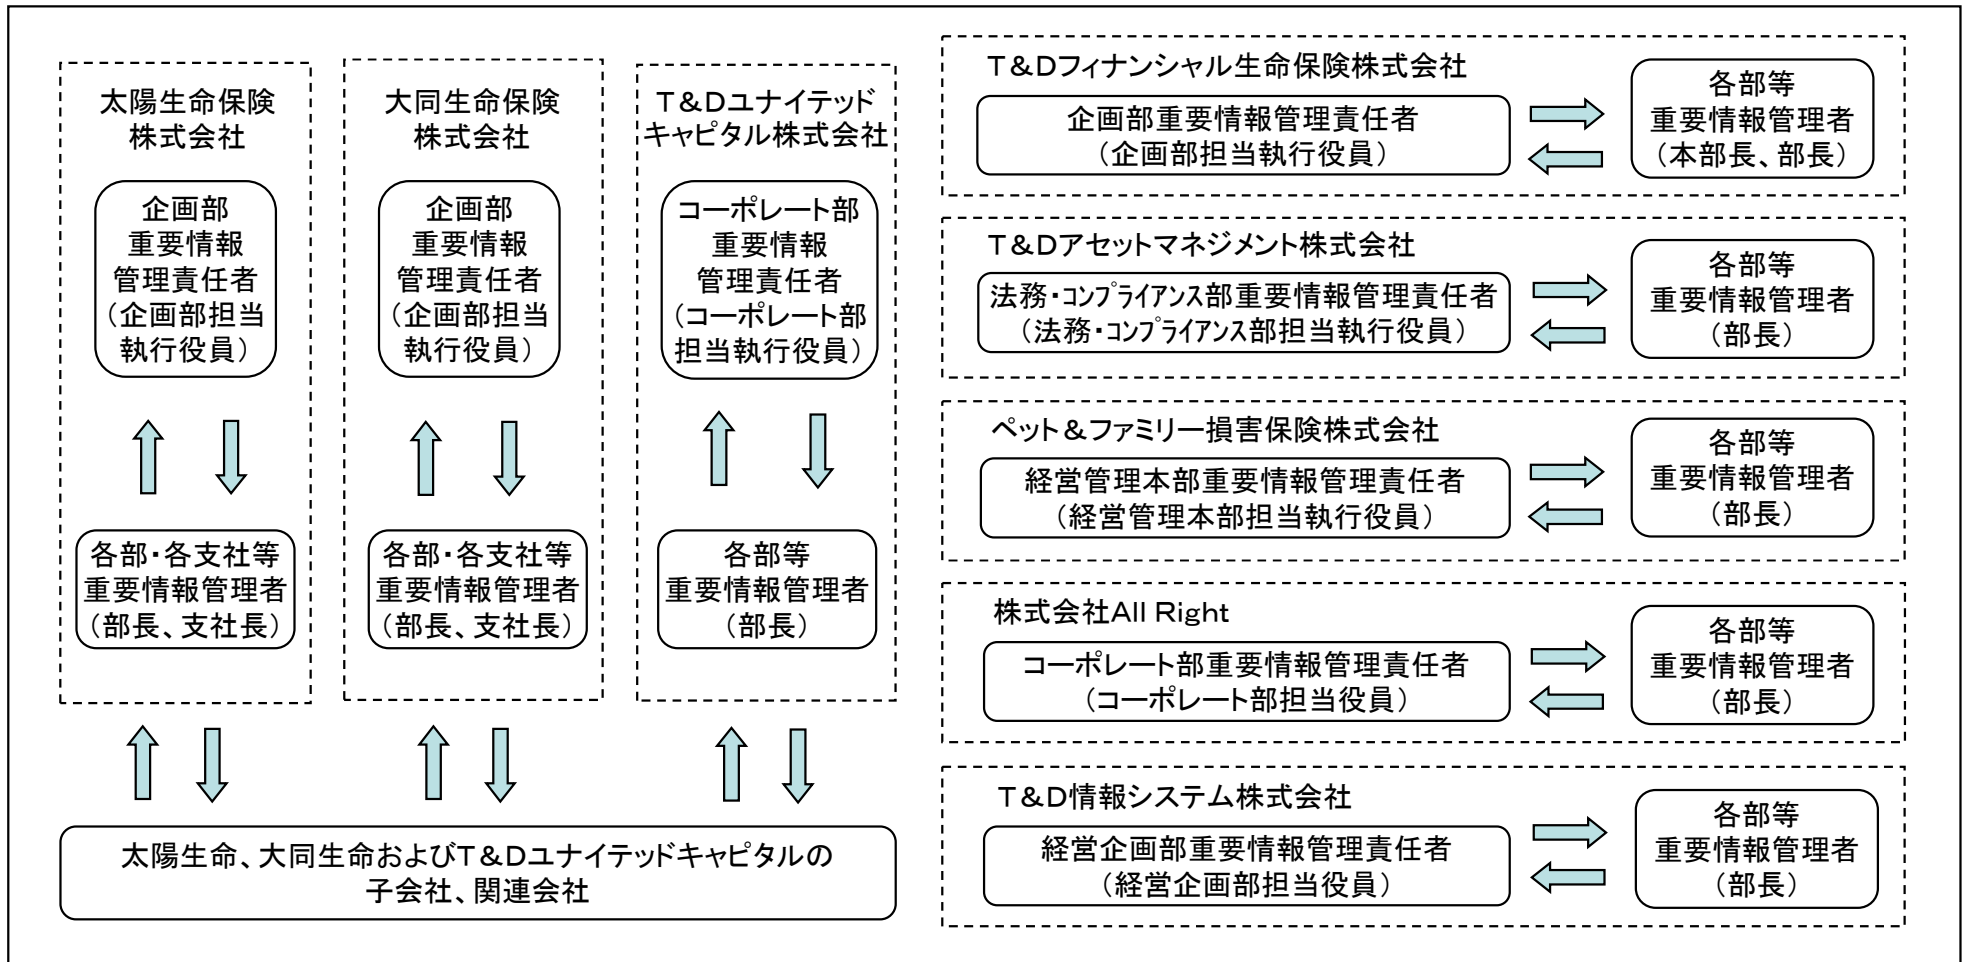 太陽生命保険
株式会社
企画部
重要情報
管理責任者
（企画部担当
執行役員）
各部・各支社等
重要情報管理者
（部長、支社長）
大同生命保険
株式会社
企画部
重要情報
管理責任者
（企画部担当
執行役員）
各部・各支社等
重要情報管理者
（部長、支社長）
Ｔ＆Ｄユナイテッド
キャピタル株式会社
コーポレート部
重要情報
管理責任者
（コーポレート部
担当執行役員）
各部等
重要情報管理者
（部長）
太陽生命、大同生命およびＴ＆Ｄユナイテッドキャピタルの
子会社、関連会社
Ｔ＆Ｄフィナンシャル生命保険株式会社
企画部重要情報管理責任者
（企画部担当執行役員）
各部等
重要情報管理者
（本部長、部長）
Ｔ＆Ｄアセットマネジメント株式会社
法務・ｺﾝﾌﾟﾗｲｱﾝｽ部重要情報管理責任者
（法務・ｺﾝﾌﾟﾗｲｱﾝｽ部担当執行役員）
各部等
重要情報管理者
（部長）
ペット＆ファミリー損害保険株式会社
経営管理本部重要情報管理責任者
（経営管理本部担当執行役員）
各部等
重要情報管理者
（部長）
株式会社All Right
コーポレート部重要情報管理責任者
（コーポレート部担当役員）
各部等
重要情報管理者
（部長）
Ｔ＆Ｄ情報システム株式会社
経営企画部重要情報管理責任者
（経営企画部担当役員）
各部等
重要情報管理者
（部長）